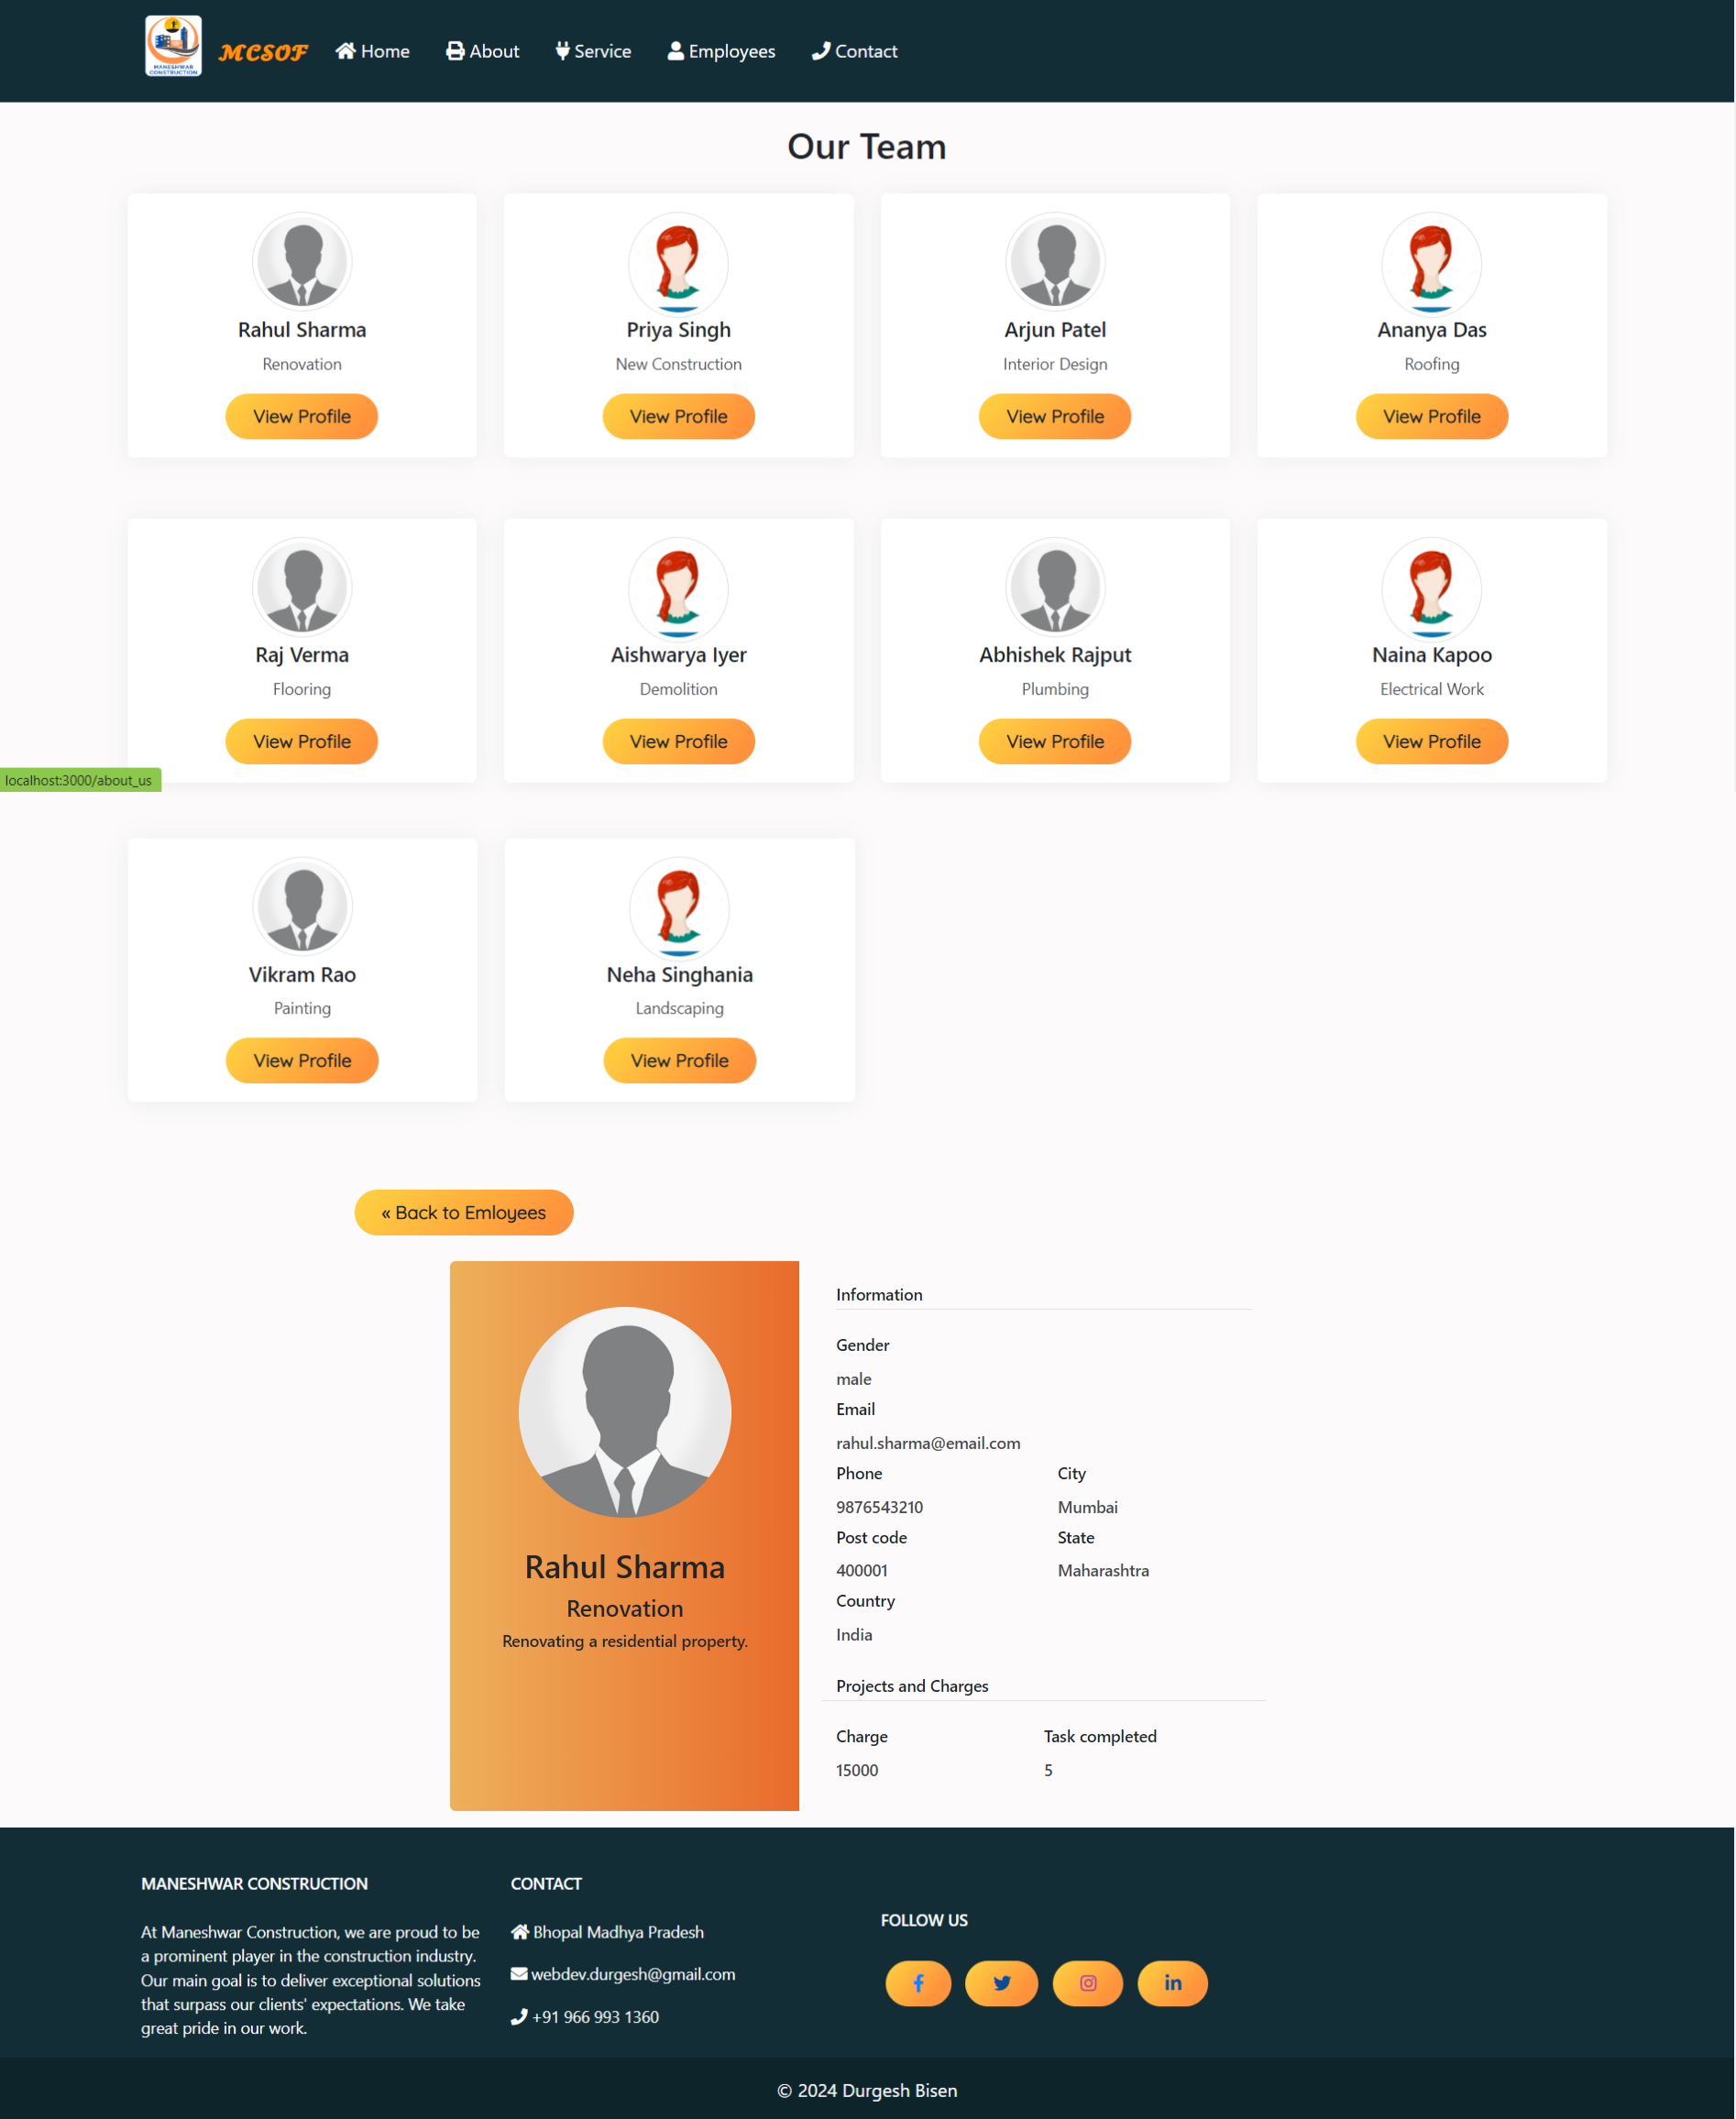 MANESHWAR
CONSTRUCTION
MCSOF Home About Service Employees Contact
Our Team
Rahul Sharma
Renovation
View Profile
Priya Singh
New Construction
View Profile
Arjun Patel
Interior Design
View Profile
Ananya Das
Roofing
View Profile
Raj Verma
Flooring
View Profile
Aishwarya Iyer
Demolition
View Profile
Abhishek Rajput
Plumbing
View Profile
Naina Kapoo
Electrical Work
View Profile
localhost:3000/about_us
Vikram Rao
Painting
View Profile
Neha Singhania
Landscaping
View Profile
« Back to Emloyees
Rahul Sharma
Renovation
Renovating a residential property.
Information
Gender
male
Email
rahul.sharma@email.com
Phone City
9876543210 Mumbai
Post code State
400001 Maharashtra
Country
India
Projects and Charges
Charge Task completed
15000 5
MANESHWAR CONSTRUCTION
At Maneshwar Construction, we are proud to be
a prominent player in the construction industry.
Our main goal is to deliver exceptional solutions
that surpass our clients' expectations. We take
great pride in our work.
CONTACT
Bhopal Madhya Pradesh
webdev.durgesh@gmail.com
+91 966 993 1360
FOLLOW US
© 2024 Durgesh Bisen